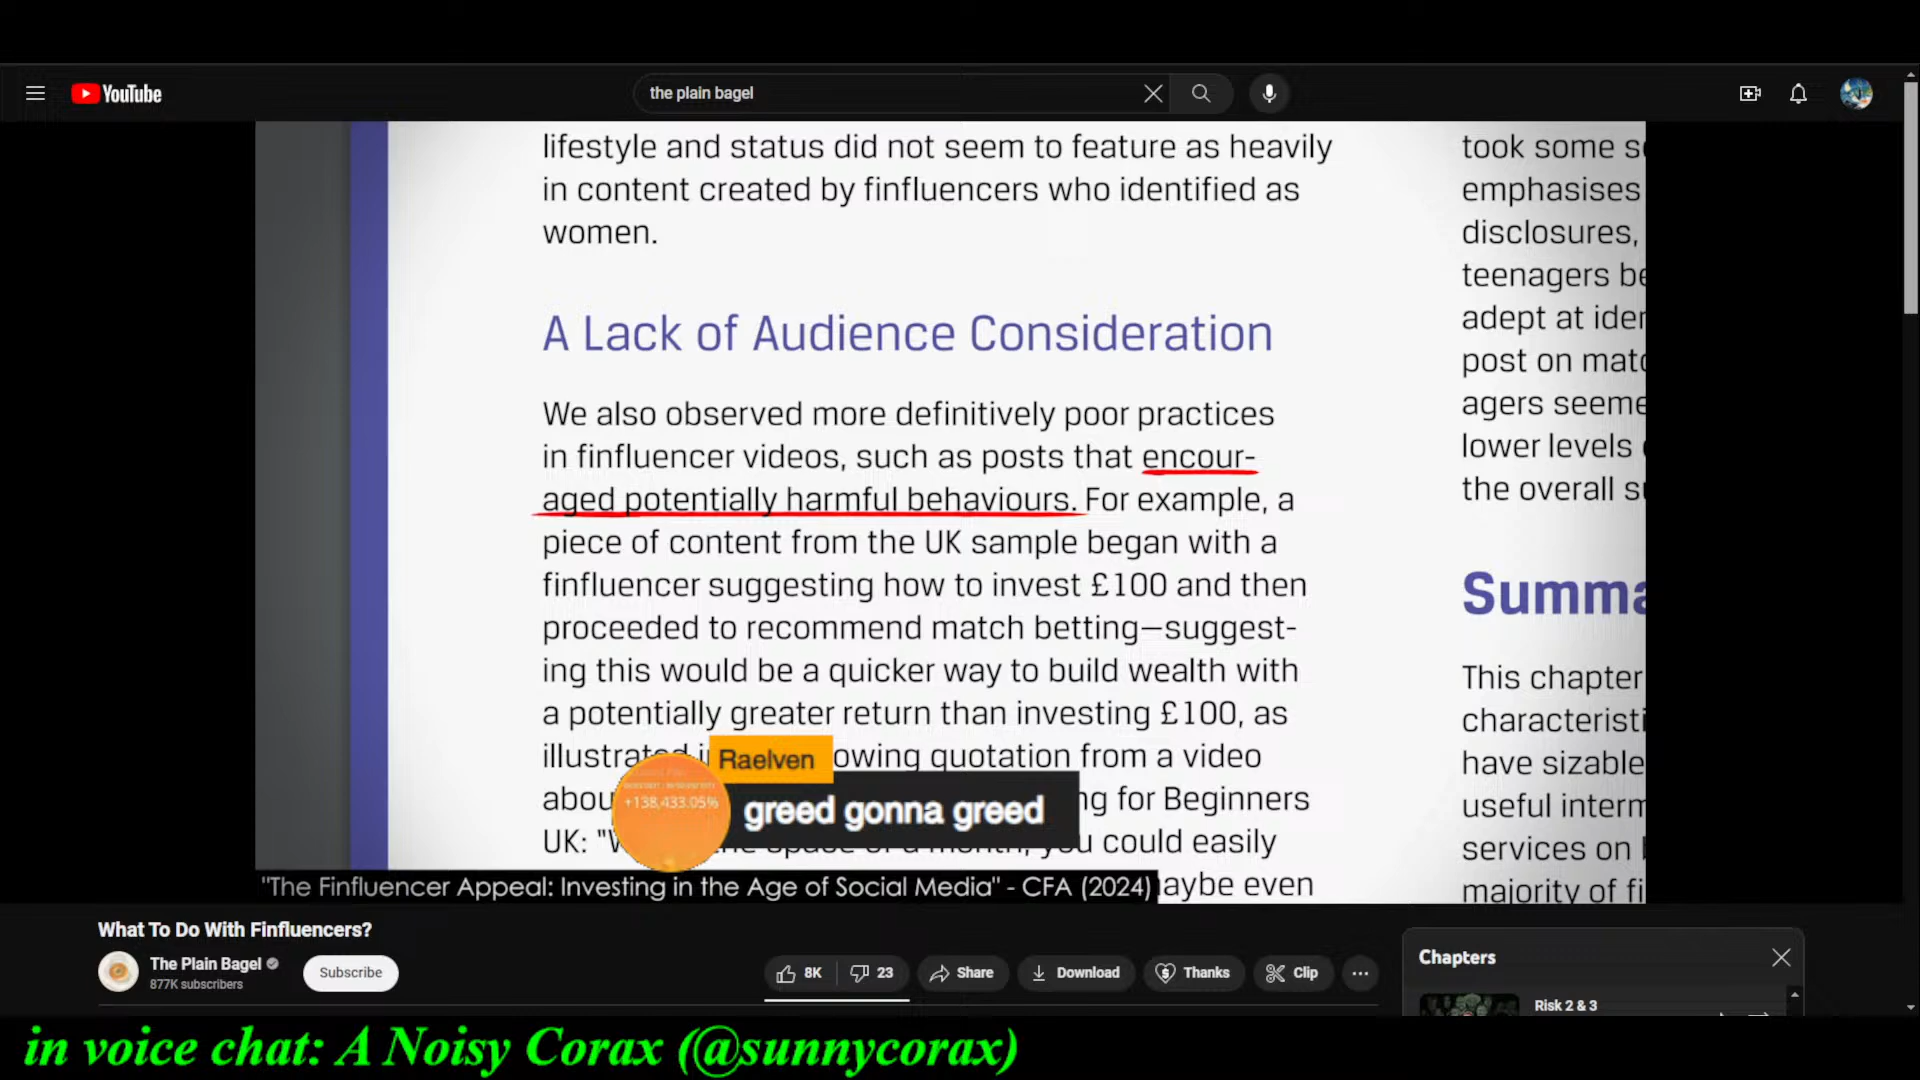 YouTube
the plain bagel
lifestyle and status did not seem to feature as heavily
in content created by finfluencers who identified as
women.
A Lack of Audience Consideration
We also observed more definitively poor practices
in finfluencer videos, such as posts that encour-
aged potentially harmful behaviours. For example, a
piece of content from the UK sample began with a
finfluencer suggesting how to invest £100 and then
proceeded to recommend match betting—suggest-
ing this would be a quicker way to build wealth with
a potentially greater return than investing £100, as
owing quotation from a video
abou ng for Beginners
UK: "W the space of a month, you could easily
aybe even
took some
emphasises
disclosures,
teenagers
adept at
post on
agers
lower levels
the overall
Summa
This chapter
characteristi
have sizable
useful
services on
majority of
Raelven
+138,433.05%
greed gonna greed
"The Finfluencer Appeal: Investing in the Age of Social Media" - CFA (2024)
What To Do With Finfluencers?
The Plain Bagel
877K subscribers
Subscribe
8K
23
Share
Download
Thanks
Clip
Chapters
Risk 2 & 3
in voice chat: A Noisy Corax (@sunnycorax)